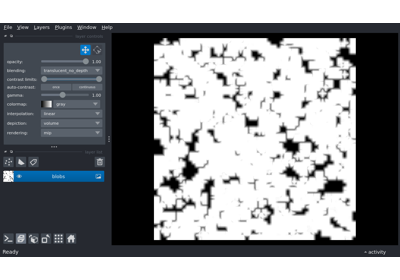 File View Layers Plugins Window Help
opacity: 1.00
blending: translucent_no_depth
contrast limits:
auto-contrast: once continuous
gamma: 1.00
colormap: gray
interpolation: linear
depiction: volume
rendering: mip
blobs
Ready
activity